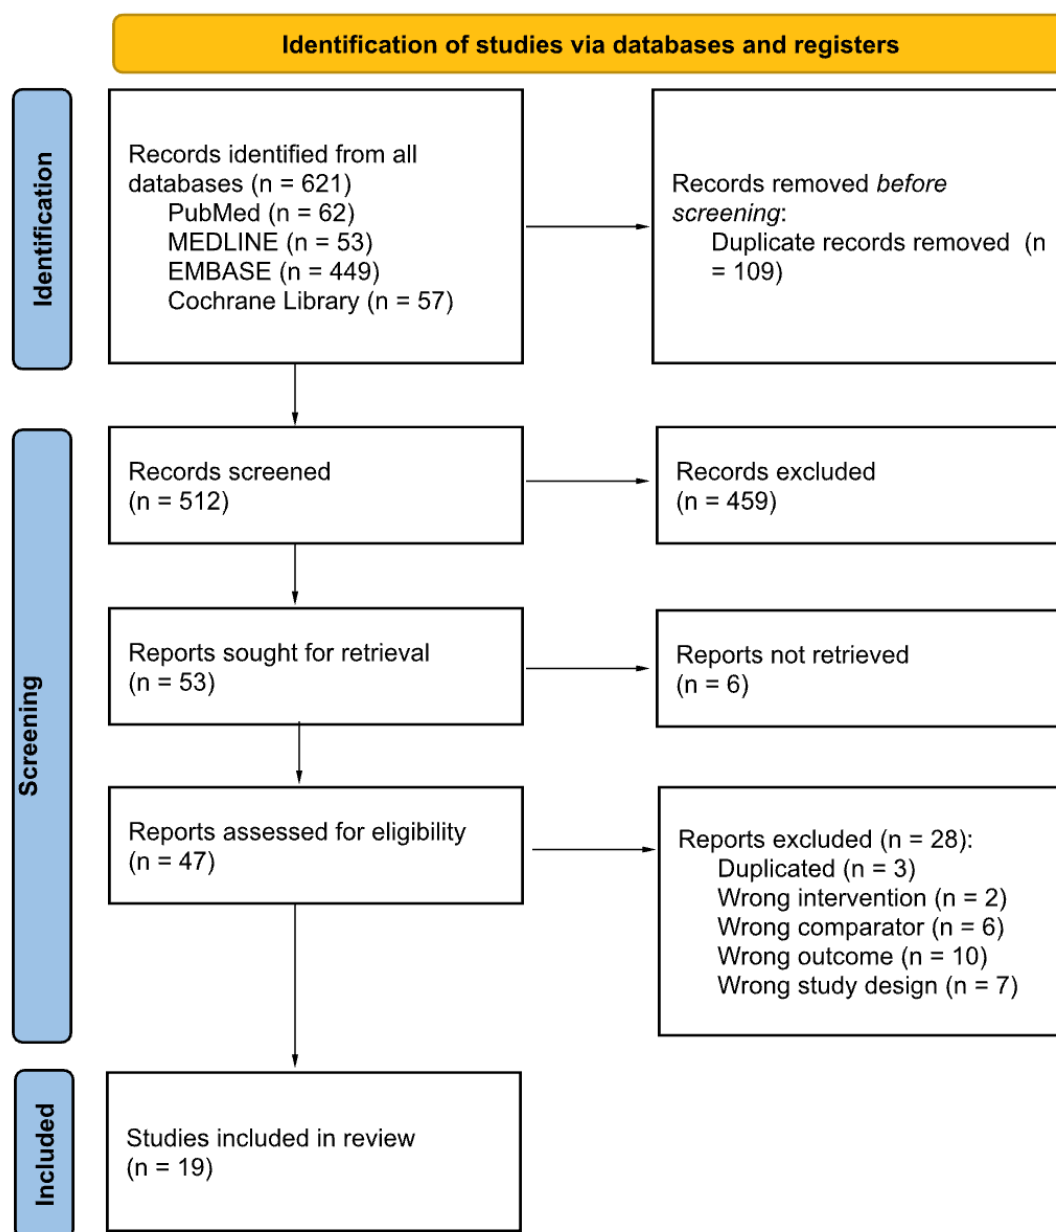 Identification of studies via databases and registers
Identification
Records identified from all
databases (n = 621)
PubMed (n = 62)
MEDLINE (n = 53)
EMBASE (n = 449)
Cochrane Library (n = 57)
Records removed before
screening:
Duplicate records removed (n
= 109)
Screening
Records screened
(n = 512)
Records excluded
(n = 459)
Reports sought for retrieval
(n = 53)
Reports not retrieved
(n = 6)
Reports assessed for eligibility
(n = 47)
Reports excluded (n = 28):
Duplicated (n = 3)
Wrong intervention (n = 2)
Wrong comparator (n = 6)
Wrong outcome (n = 10)
Wrong study design (n = 7)
Included
Studies included in review
(n = 19)